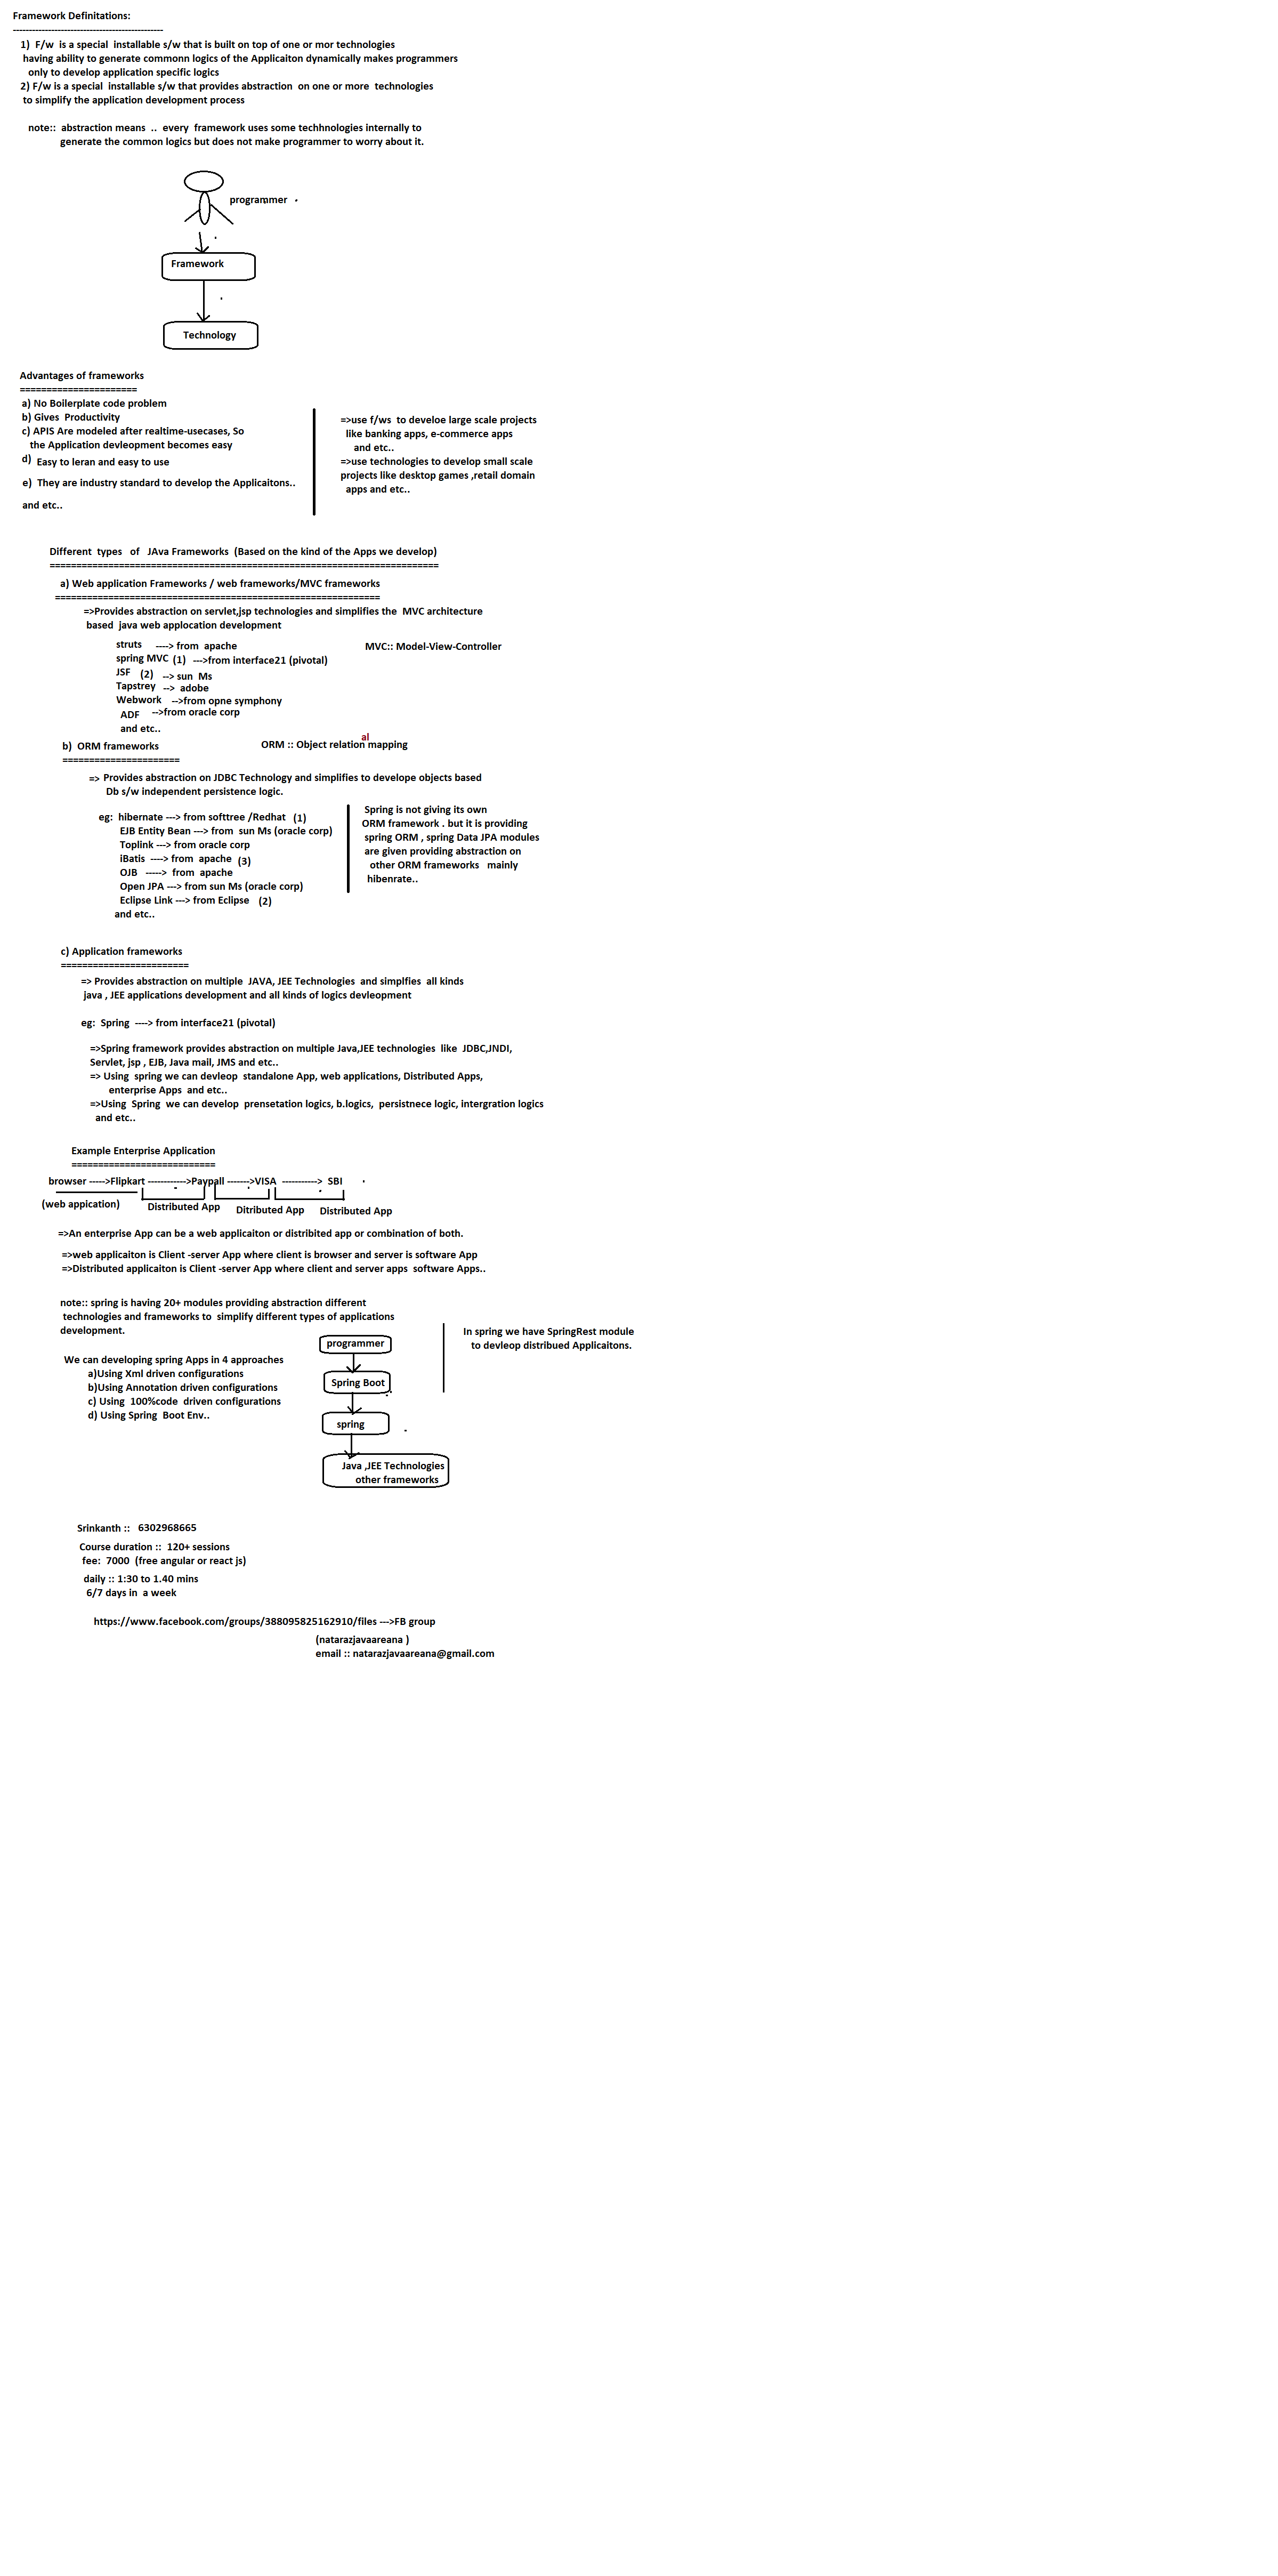 Framework Definitations:
-----------------------------------------------
1)  F/w  is a special  installable s/w that is built on top of one or mor technologies
having ability to generate commonn logics of the Applicaiton dynamically makes programmers
only to develop application specific logics
2) F/w is a special  installable s/w that provides abstraction  on one or more  technologies
to simplify the application development process
note::  abstraction means  ..  every  framework uses some techhnologies internally to
generate the common logics but does not make programmer to worry about it.
programmer
Framework
Technology
Advantages of frameworks
======================
a) No Boilerplate code problem
b) Gives  Productivity
c) APIS Are modeled after realtime-usecases, So
the Application devleopment becomes easy
d)  Easy to leran and easy to use
e)  They are industry standard to develop the Applicaitons..
and etc..
=>use f/ws  to develoe large scale projects
like banking apps, e-commerce apps
and etc..
=>use technologies to develop small scale
projects like desktop games ,retail domain
apps and etc..
Different  types   of   JAva Frameworks  (Based on the kind of the Apps we develop)
=========================================================================
a) Web application Frameworks / web frameworks/MVC frameworks
=============================================================
=>Provides abstraction on servlet,jsp technologies and simplifies the  MVC architecture
based  java web applocation development
struts     ----> from  apache
MVC:: Model-View-Controller
spring MVC (1)  --->from interface21 (pivotal)
JSF   (2)   --> sun  Ms
Tapstrey  -->  adobe
Webwork   -->from opne symphony
ADF    -->from oracle corp
and etc..
b)  ORM frameworks
======================
ORM :: Object relational mapping
=> Provides abstraction on JDBC Technology and simplifies to develope objects based
Db s/w independent persistence logic.
eg:  hibernate ---> from softtree /Redhat   (1)
EJB Entity Bean ---> from  sun Ms (oracle corp)
Toplink ---> from oracle corp
iBatis  ----> from  apache  (3)
OJB   ----->  from  apache
Open JPA ---> from sun Ms (oracle corp)
Eclipse Link ---> from Eclipse   (2)
and etc..
Spring is not giving its own
ORM framework . but it is providing
spring ORM , spring Data JPA modules
are given providing abstraction on
other ORM frameworks   mainly
hibenrate..
c) Application frameworks
========================
=> Provides abstraction on multiple  JAVA, JEE Technologies  and simplfies  all kinds
java , JEE applications development and all kinds of logics devleopment
eg:  Spring  ----> from interface21 (pivotal)
=>Spring framework provides abstraction on multiple Java,JEE technologies  like  JDBC,JNDI,
Servlet, jsp , EJB, Java mail, JMS and etc..
=> Using  spring we can devleop  standalone App, web applications, Distributed Apps,
enterprise Apps  and etc..
=>Using  Spring  we can develop  prensetation logics, b.logics,  persistnece logic, intergration logics
and etc..
Example Enterprise Application
===========================
browser ----->Flipkart ------------>Paypall ------->VISA  ----------->  SBI
(web appication)
Distributed App
Ditributed App
Distributed App
=>An enterprise App can be a web applicaiton or distribited app or combination of both.
=>web applicaiton is Client -server App where client is browser and server is software App
=>Distributed applicaiton is Client -server App where client and server apps  software Apps..
note:: spring is having 20+ modules providing abstraction different
technologies and frameworks to  simplify different types of applications
development.
We can developing spring Apps in 4 approaches
a)Using Xml driven configurations
b)Using Annotation driven configurations
c) Using  100%code  driven configurations
d) Using Spring  Boot Env..
programmer
Spring Boot
spring
Java ,JEE Technologies
other frameworks
In spring we have SpringRest module
to devleop distribued Applicaitons.
Srinkanth ::   6302968665
Course duration ::  120+ sessions
fee:  7000  (free angular or react js)
daily :: 1:30 to 1.40 mins
6/7 days in  a week
https://www.facebook.com/groups/388095825162910/files --->FB group
(natarazjavaareana )
email :: natarazjavaareana@gmail.com